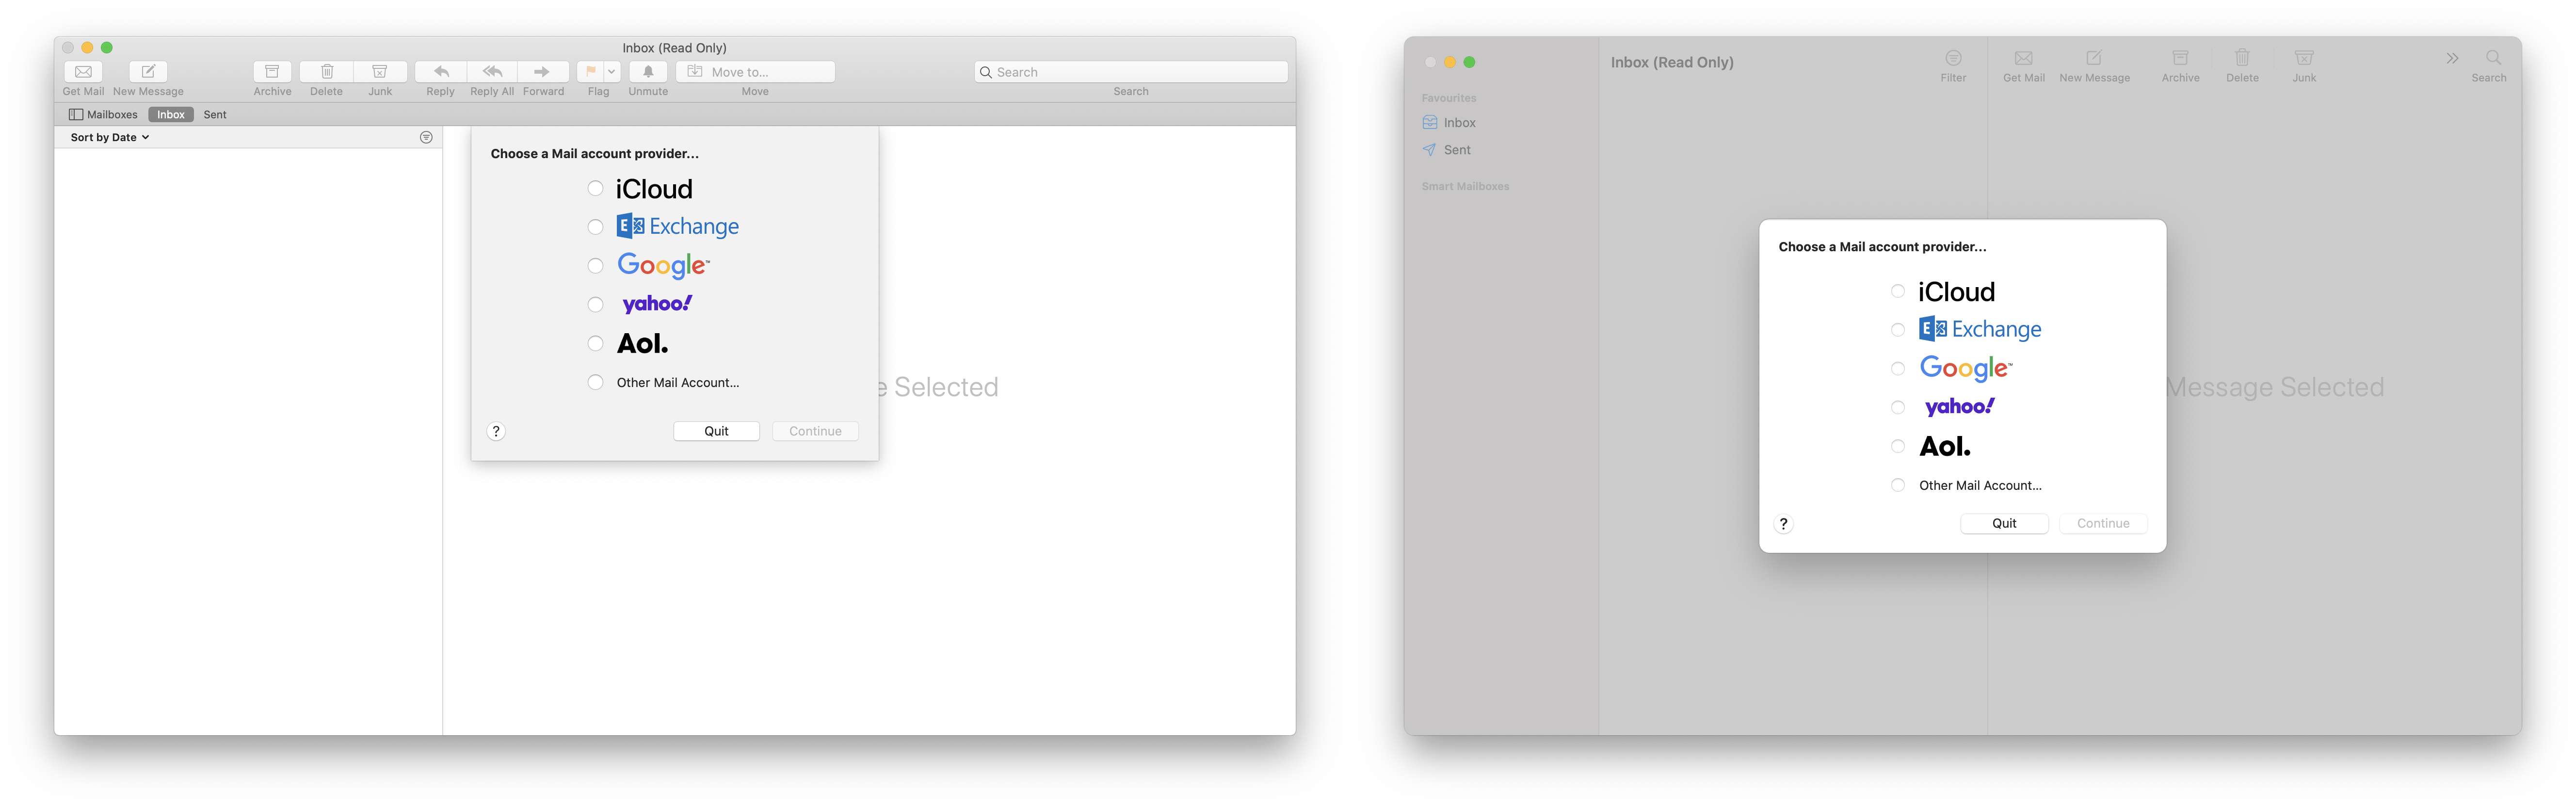 Inbox (Read Only)
Move to...
Search
Get Mail New Message Archive Delete Junk Reply Reply All Forward Flag Unmute Move Search
Mailboxes Inbox Sent
Sort by Date
Choose a Mail account provider...
iCloud
E Exchange
Google™
yahoo!
Aol.
Other Mail Account...
Selected
? Quit Continue
Inbox (Read Only)
Filter Get Mail New Message Archive Delete Junk Search
Favourites
Inbox
Sent
Smart Mailboxes
Choose a Mail account provider...
iCloud
E Exchange
Google™
yahoo!
Aol.
Other Mail Account...
Message Selected
? Quit Continue